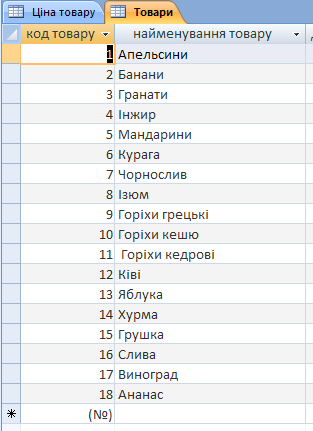 Ціна товару Товари
код товару найменування товару
1 Апельсини
2 Банани
3 Гранати
4 Інжир
5 Мандарини
6 Курага
7 Чорнослив
8 Ізюм
9 Горіхи грецькі
10 Горіхи кешю
11 Горіхи кедрові
12 Ківі
13 Яблука
14 Хурма
15 Грушка
16 Слива
17 Виноград
18 Ананас
(№)